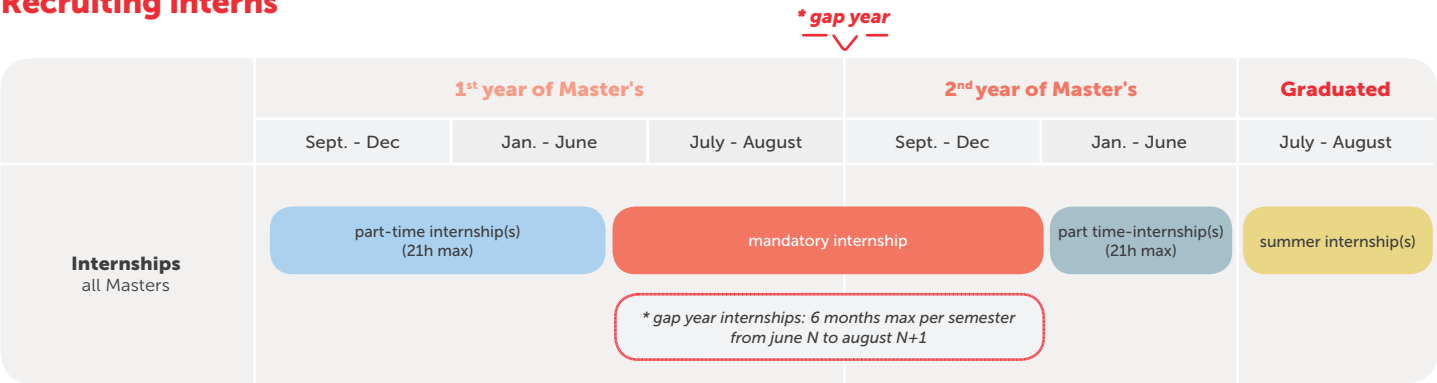 Recruiting Interns
* gap year
1st year of Master's
2nd year of Master's
Graduated
Sept. - Dec
Jan. - June
July - August
Sept. - Dec
Jan. - June
July - August
Internships
all Masters
part-time internship(s)
(21h max)
mandatory internship
part time-internship(s)
(21h max)
summer internship(s)
* gap year internships: 6 months max per semester
from june N to august N+1